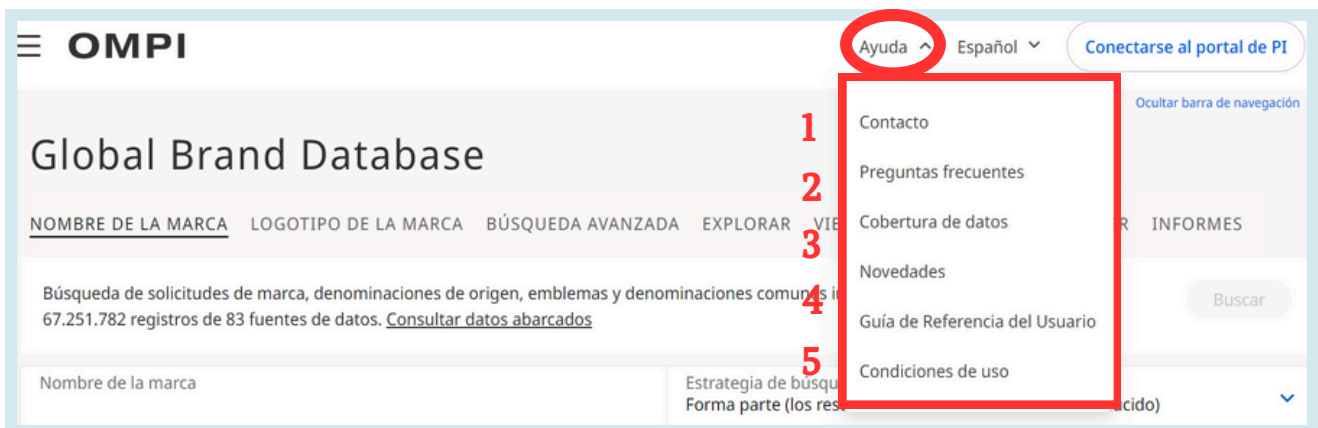 OMPI
Ayuda Español Conectarse al portal de PI
Ocultar barra de navegación
Global Brand Database
NOMBRE DE LA MARCA LOGOTIPO DE LA MARCA BÚSQUEDA AVANZADA EXPLORAR VIE R INFORMES
1 Contacto
2 Preguntas frecuentes
3 Cobertura de datos
4 Novedades
Guía de Referencia del Usuario
5 Condiciones de uso
Búsqueda de solicitudes de marca, denominaciones de origen, emblemas y denominaciones comunes i
67.251.782 registros de 83 fuentes de datos. Consultar datos abarcados
Buscar
Nombre de la marca
Estrategia de búsqu
Forma parte (los res ucido)